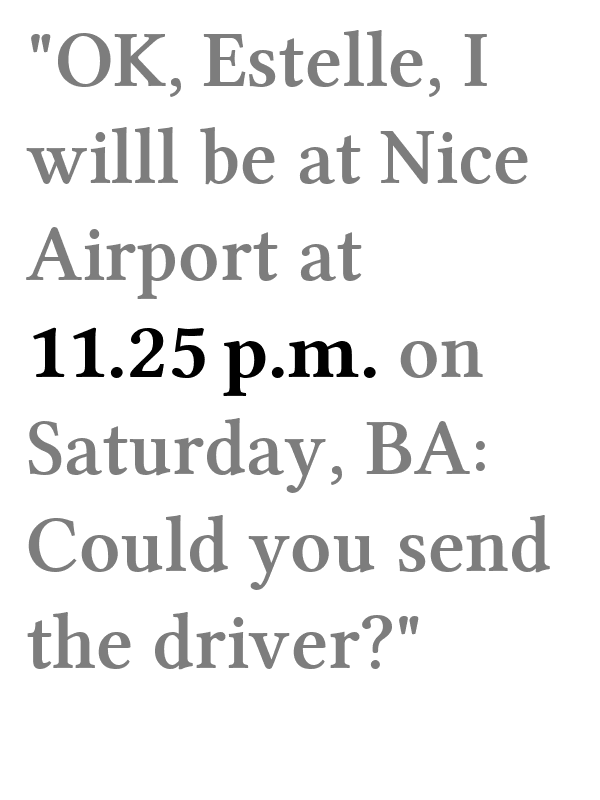 "OK, Estelle, I
willl be at Nice
Airport at
11.25 p.m. on
Saturday, BA:
Could you send
the driver?"